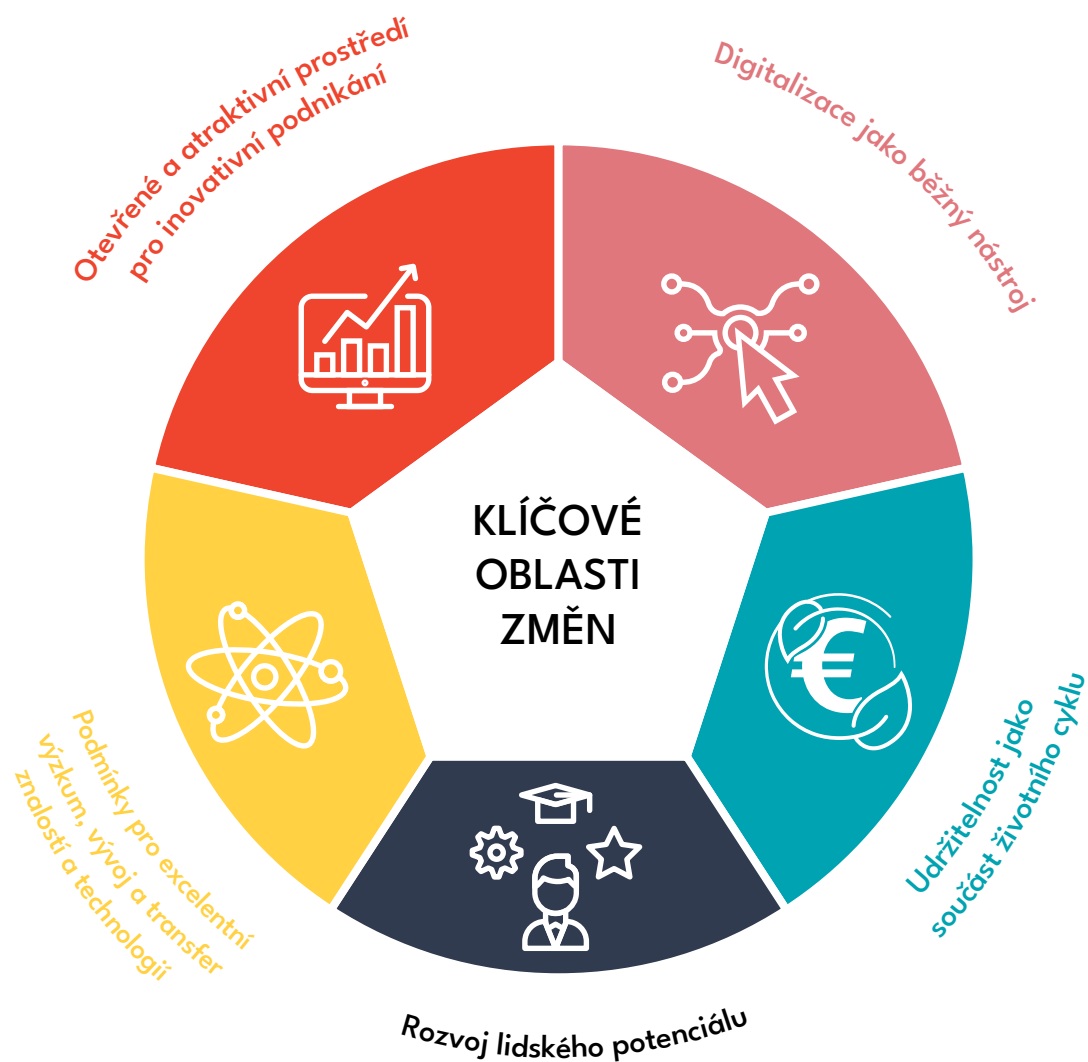 Otevřené a atraktivní prostředí
pro inovativní podnikání
Digitalizace jako běžný nástroj
KLÍČOVÉ
OBLASTI
ZMĚN
Udržitelnost jako
součást životního cyklu
Podmínky pro excelentní
výzkum, vývoj a transfer
znalostí a technologií
Rozvoj lidského potenciálu